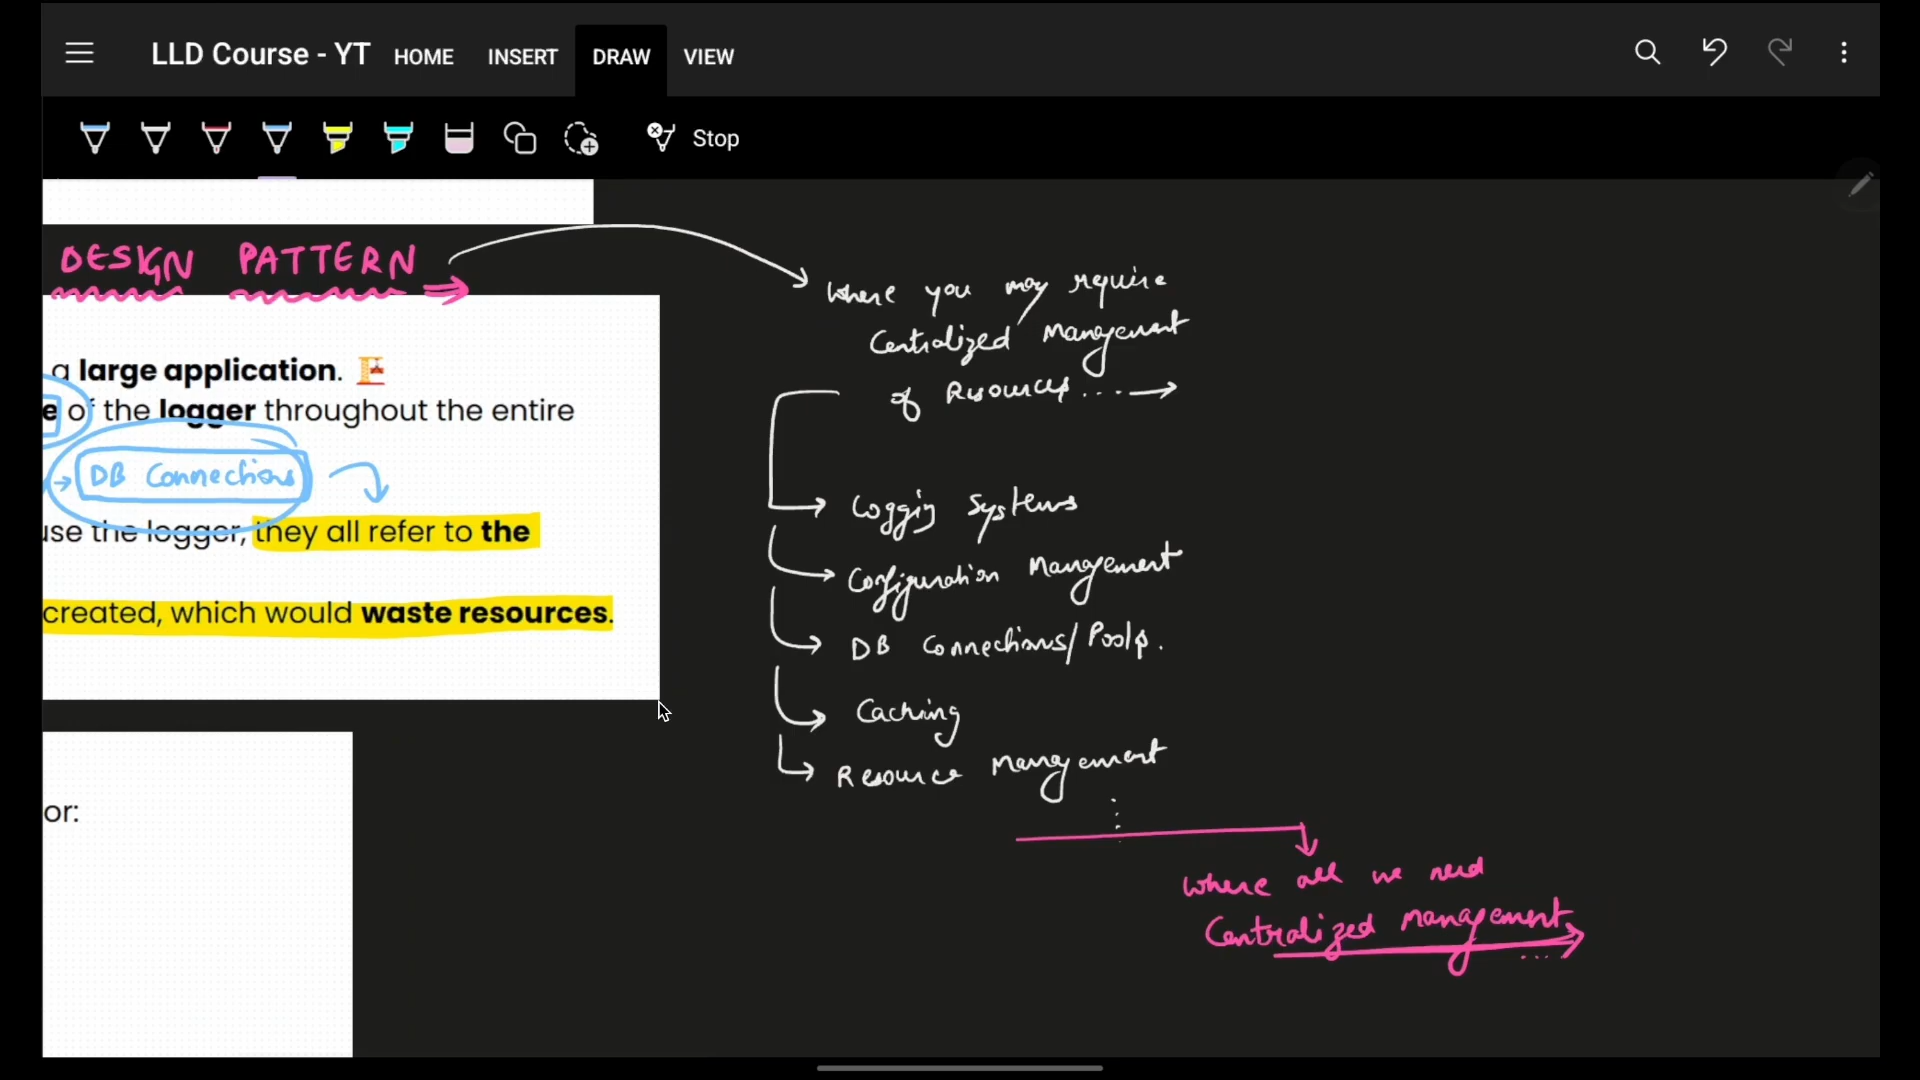 LLD Course - YT HOME INSERT DRAW VIEW
Stop
DESIGN PATTERN
a large application.
e of the logger throughout the entire
DB Connections
use the logger, they all refer to the
created, which would waste resources.
or:
Where you may require
Centralized Management
of Resources ...
Logging Systems
Configuration Management
DB Connections/Pools.
Caching
Resource Management
Where all we need
Centralized Management
....